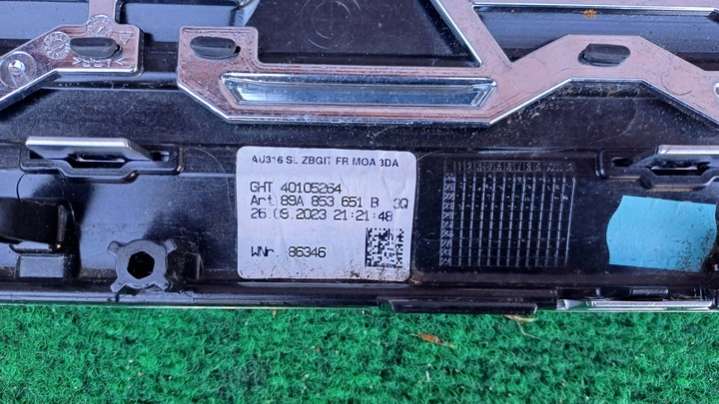 AU316 SL ZBGIT FR MOA 3DA
GHT 40105264
Art 89A 853 651 B 3Q
26.09.2023 21:21:48
WNr. 86346